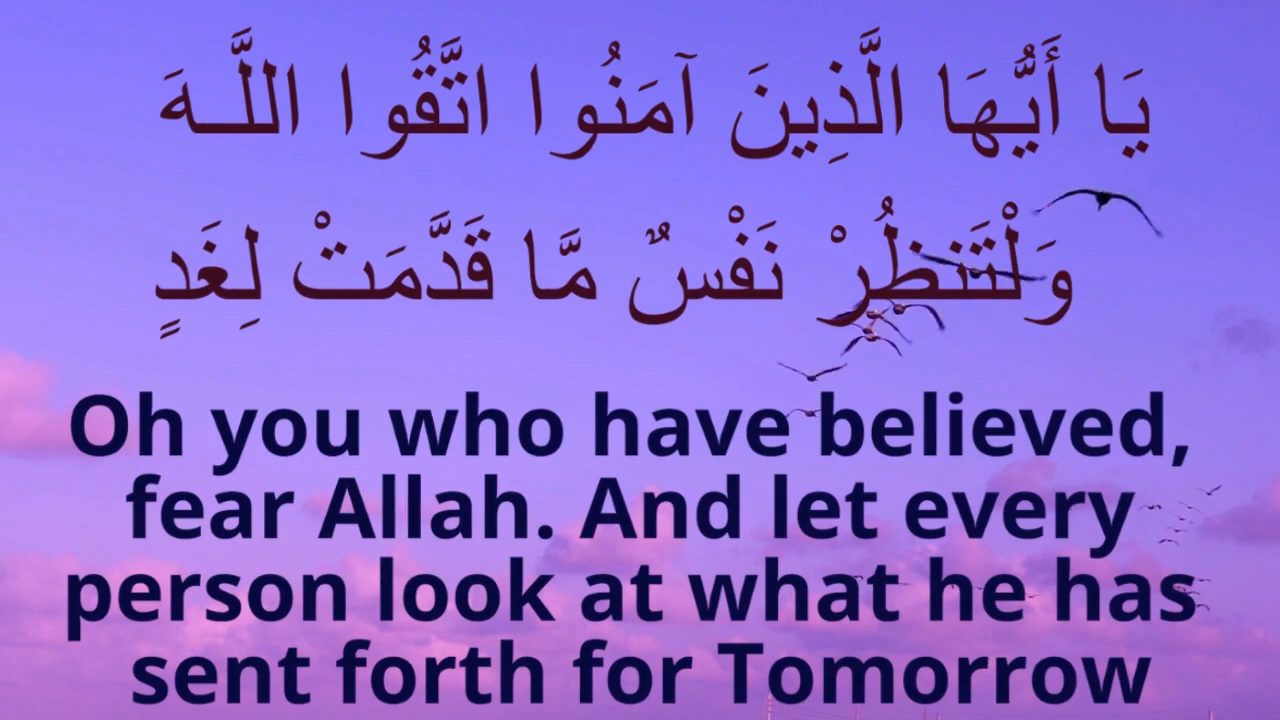 يَا أَيُّهَا الَّذِينَ آمَنُوا اتَّقُوا اللَّـهَ
وَلْتَنظُرْ نَفْسٌ مَّا قَدَّمَتْ لِغَدٍ
Oh you who have believed,
fear Allah. And let every
person look at what he has
sent forth for Tomorrow